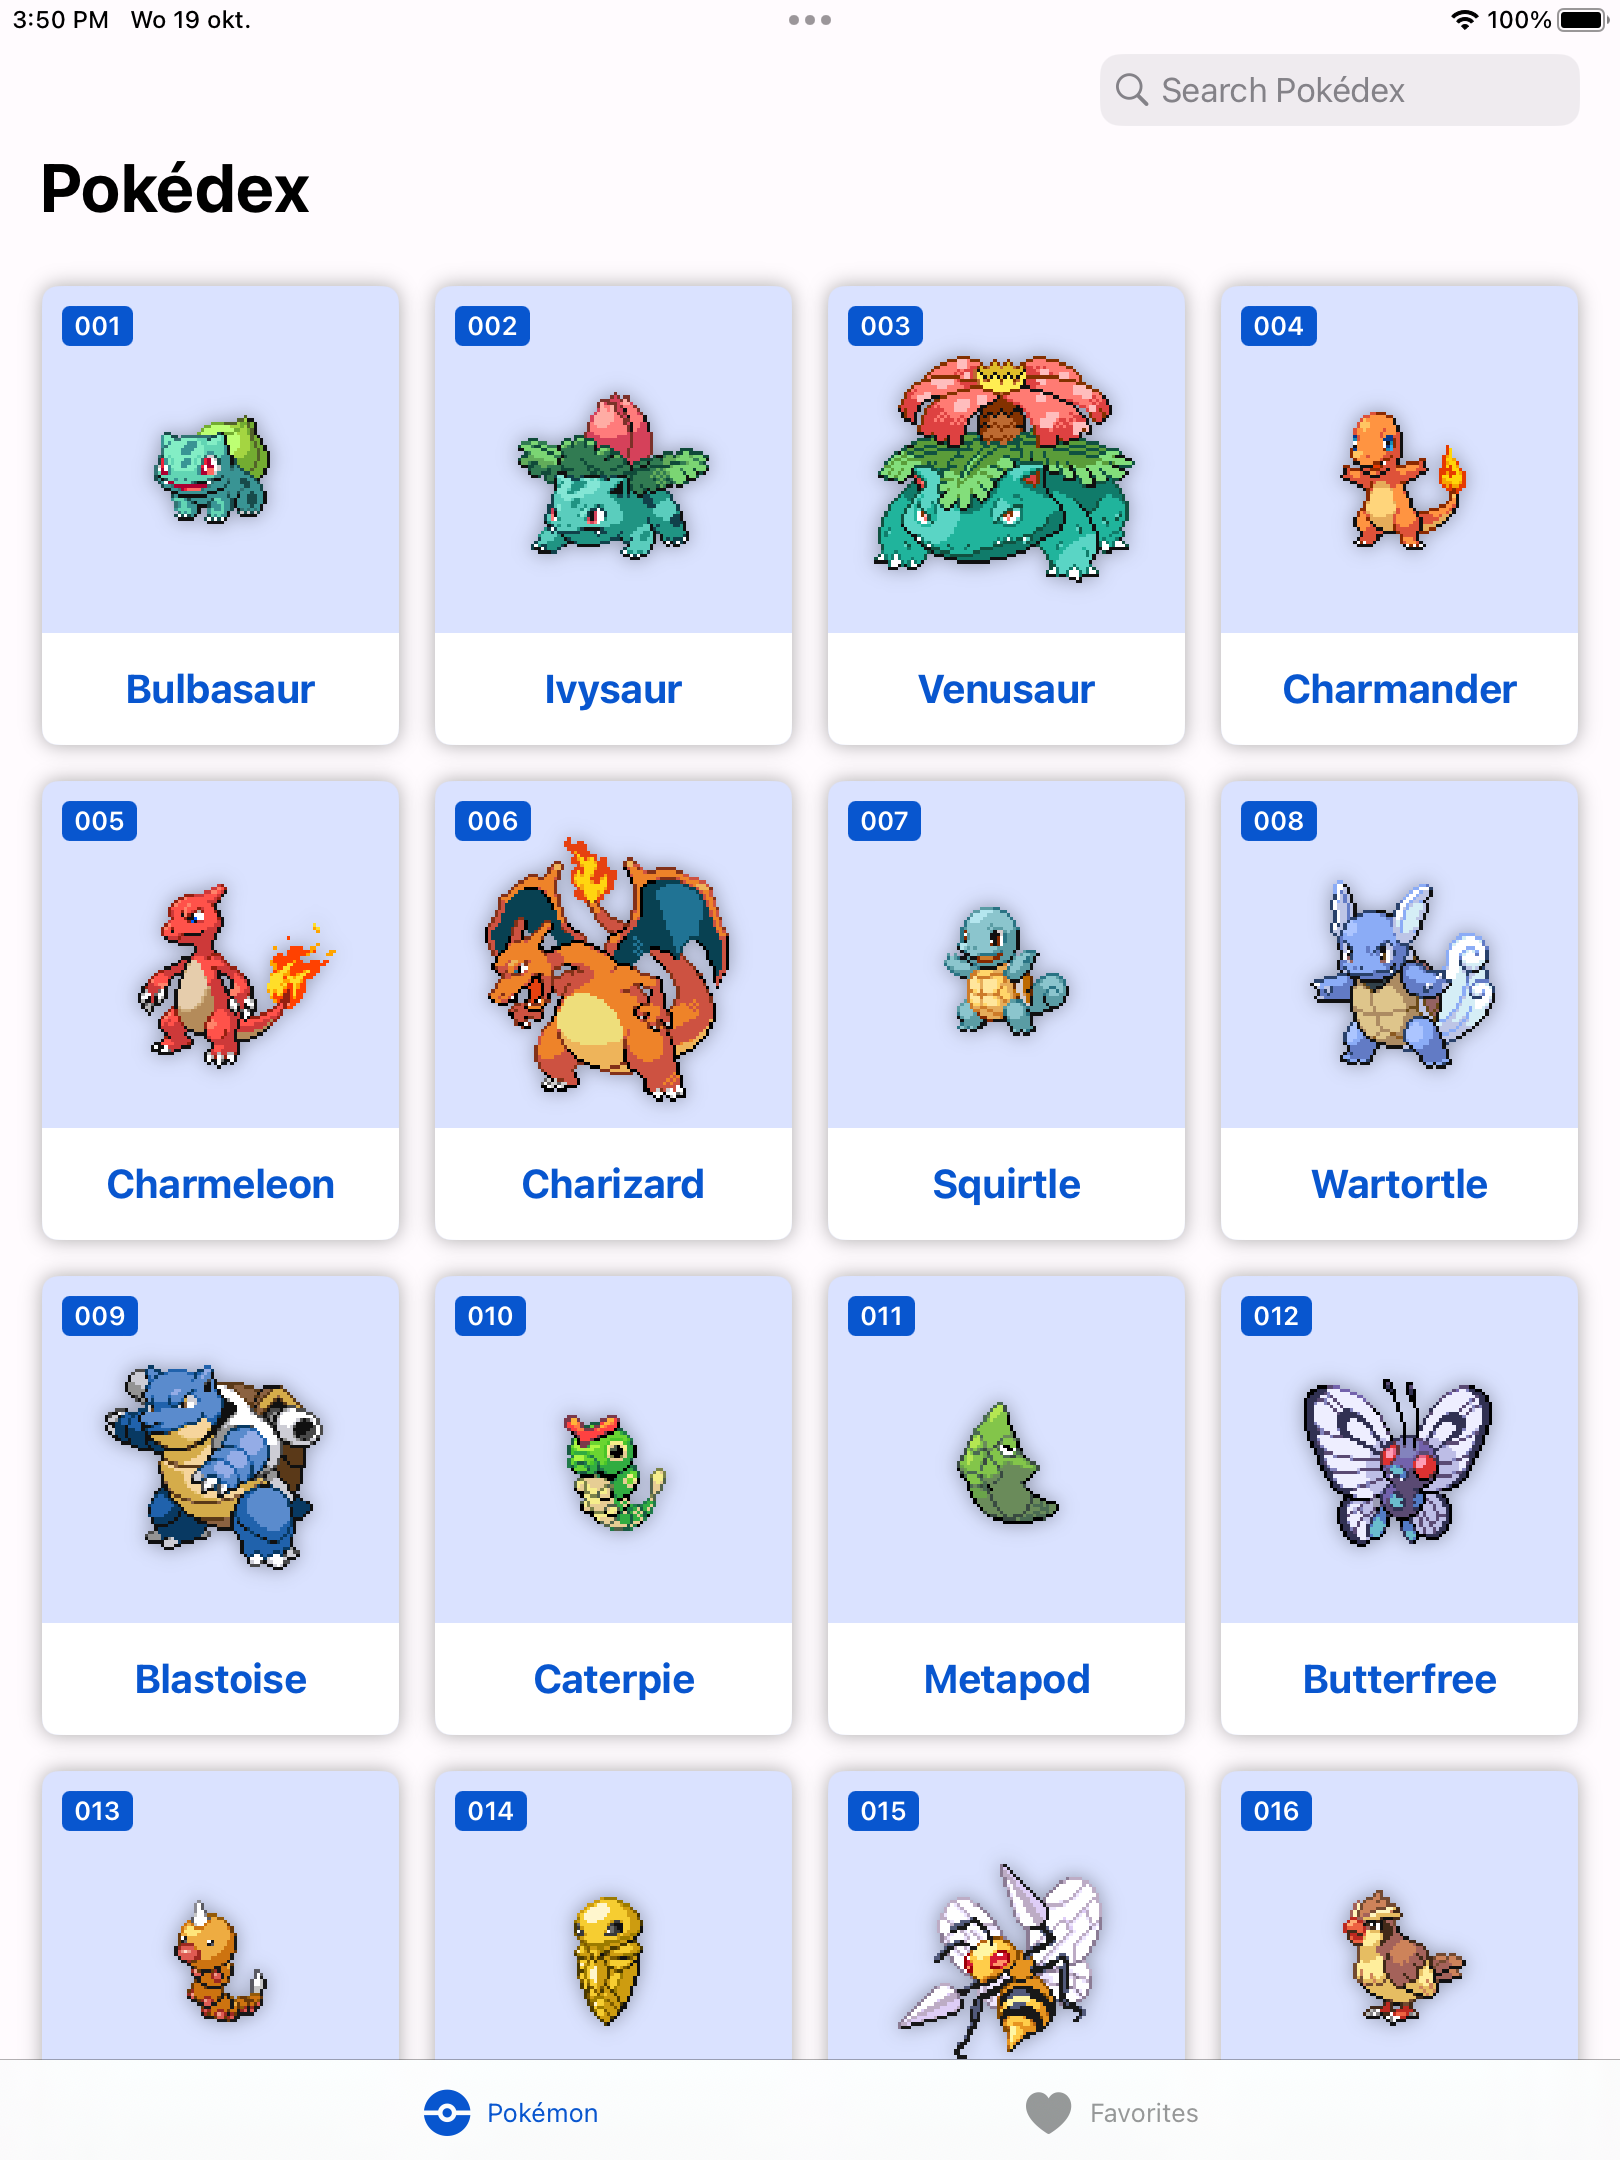 3:50 PM Wo 19 okt.
100%
Search Pokédex
Pokédex
001
002
003
004
Bulbasaur
Ivysaur
Venusaur
Charmander
005
006
007
008
Charmeleon
Charizard
Squirtle
Wartortle
009
010
011
012
Blastoise
Caterpie
Metapod
Butterfree
013
014
015
016
Pokémon
Favorites